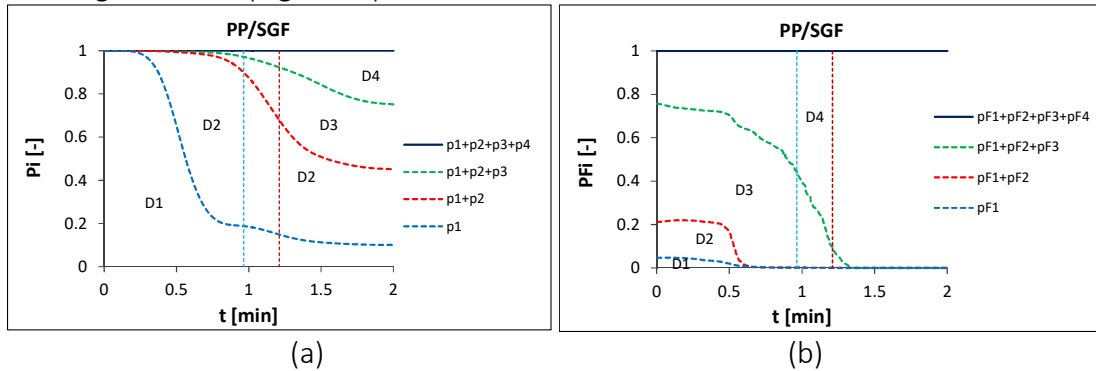 PP/SGF
1
0.8
0.6
0.4
0.2
0
Pi [-]
0
0.5
1
1.5
2
t [min]
D1
D2
D2
D3
D4
p1+p2+p3+p4
p1+p2+p3
p1+p2
p1
(a)
PP/SGF
1
0.8
0.6
0.4
0.2
0
PFi [-]
0
0.5
1
1.5
2
t [min]
D4
D3
D2
D1
pF1+pF2+pF3+pF4
pF1+pF2+pF3
pF1+pF2
pF1
(b)